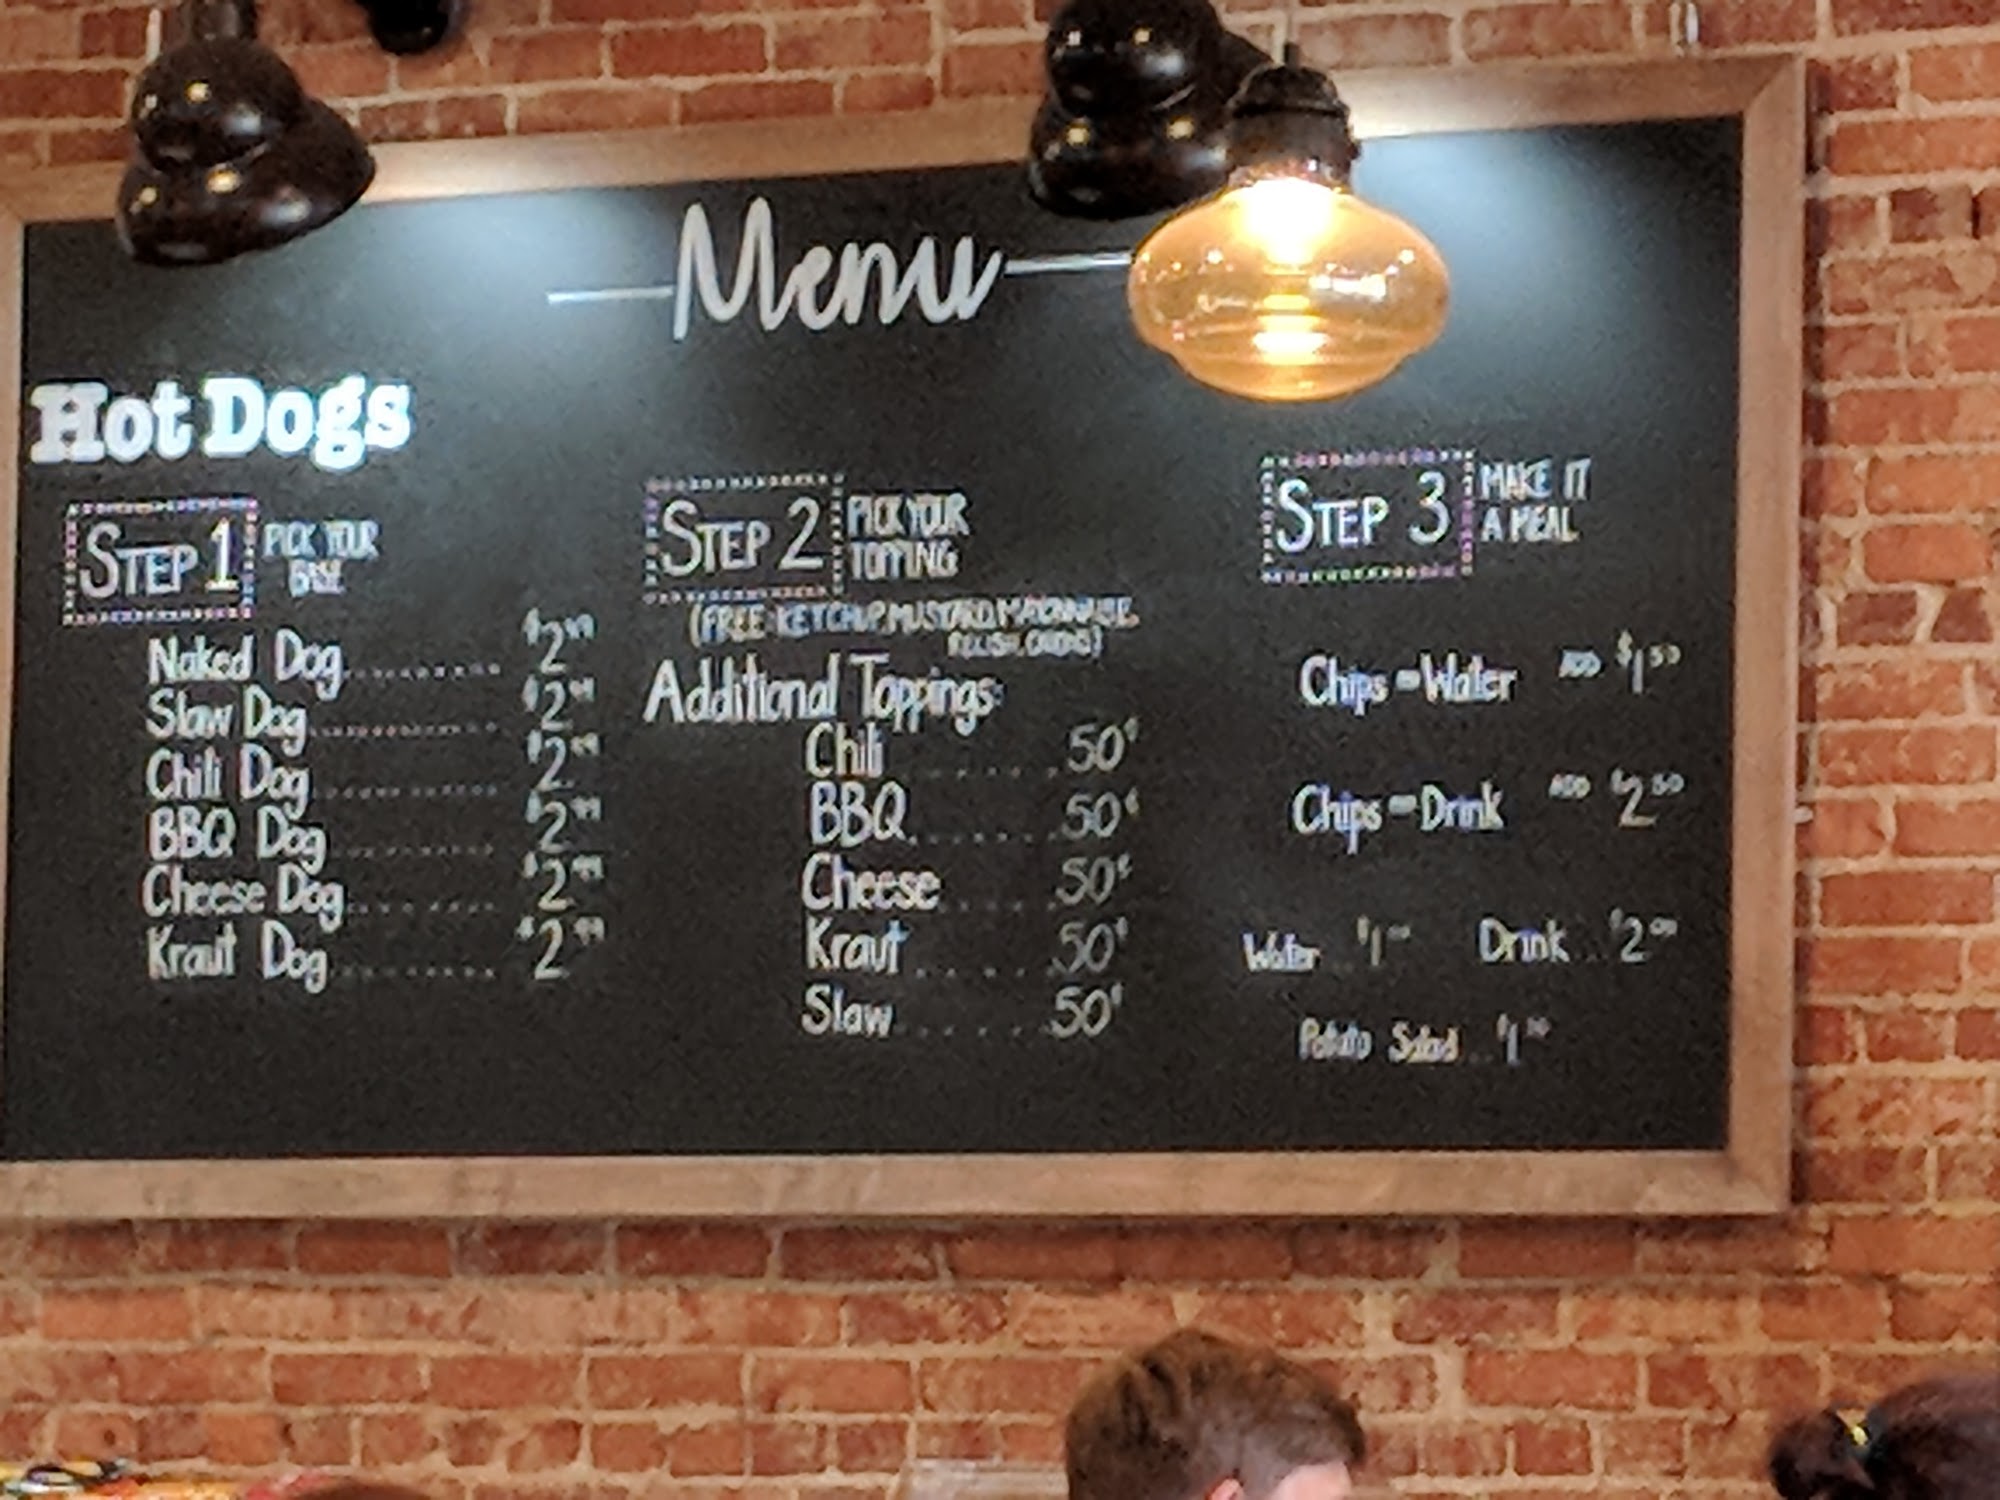 Menu
Hot Dogs
STEP 1 PICK YOUR
BASE
Naked Dog........... $2.49
Slaw Dog................ $2.99
Chili Dog................ $2.99
BBQ Dog............... $2.99
Cheese Dog............ $2.99
Kraut Dog............. $2.99
STEP 2 PICK YOUR
TOPPING
(FREE: KETCHUP, MUSTARD, MAYONNAISE,
RELISH, ONIONS)
Additional Toppings:
Chili ....... 50¢
BBQ ....... 50¢
Cheese ..... 50¢
Kraut ...... 50¢
Slaw ....... 50¢
STEP 3 MAKE IT
A MEAL
Chips - Water ADD $1.50
Chips - Drink ADD $2.50
Water .. $1.00 Drink .. $2.00
Potato Salad ..